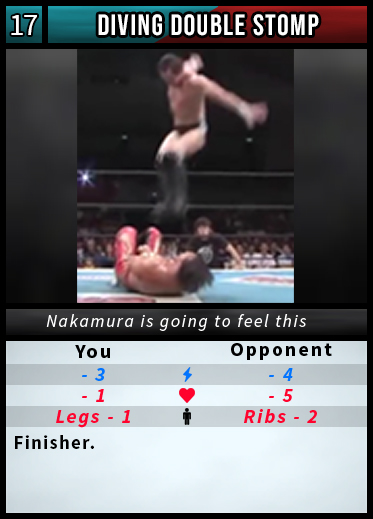 17 DIVING DOUBLE STOMP
Nakamura is going to feel this
You Opponent
- 3 - 4
- 1 - 5
Legs - 1 Ribs - 2
Finisher.